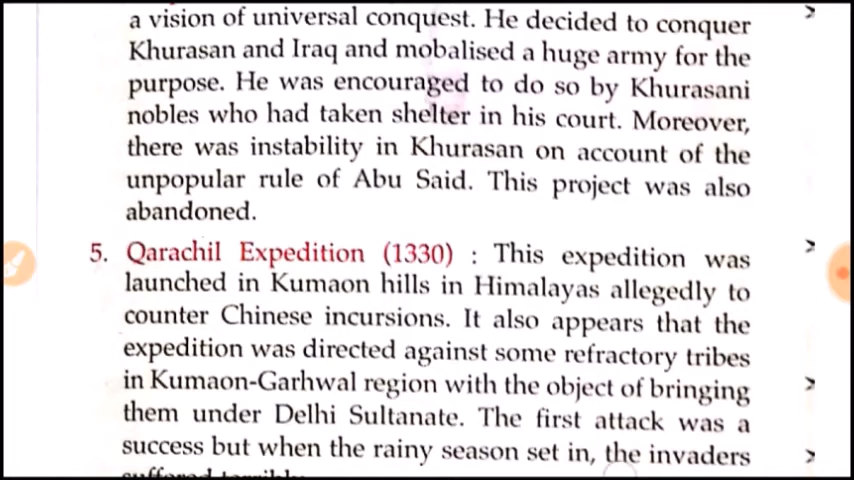 a vision of universal conquest. He decided to conquer
Khurasan and Iraq and mobalised a huge army for the
purpose. He was encouraged to do so by Khurasani
nobles who had taken shelter in his court. Moreover,
there was instability in Khurasan on account of the
unpopular rule of Abu Said. This project was also
abandoned.
5. Qarachil Expedition (1330) : This expedition was
launched in Kumaon hills in Himalayas allegedly to
counter Chinese incursions. It also appears that the
expedition was directed against some refractory tribes
in Kumaon-Garhwal region with the object of bringing
them under Delhi Sultanate. The first attack was a
success but when the rainy season set in, the invaders